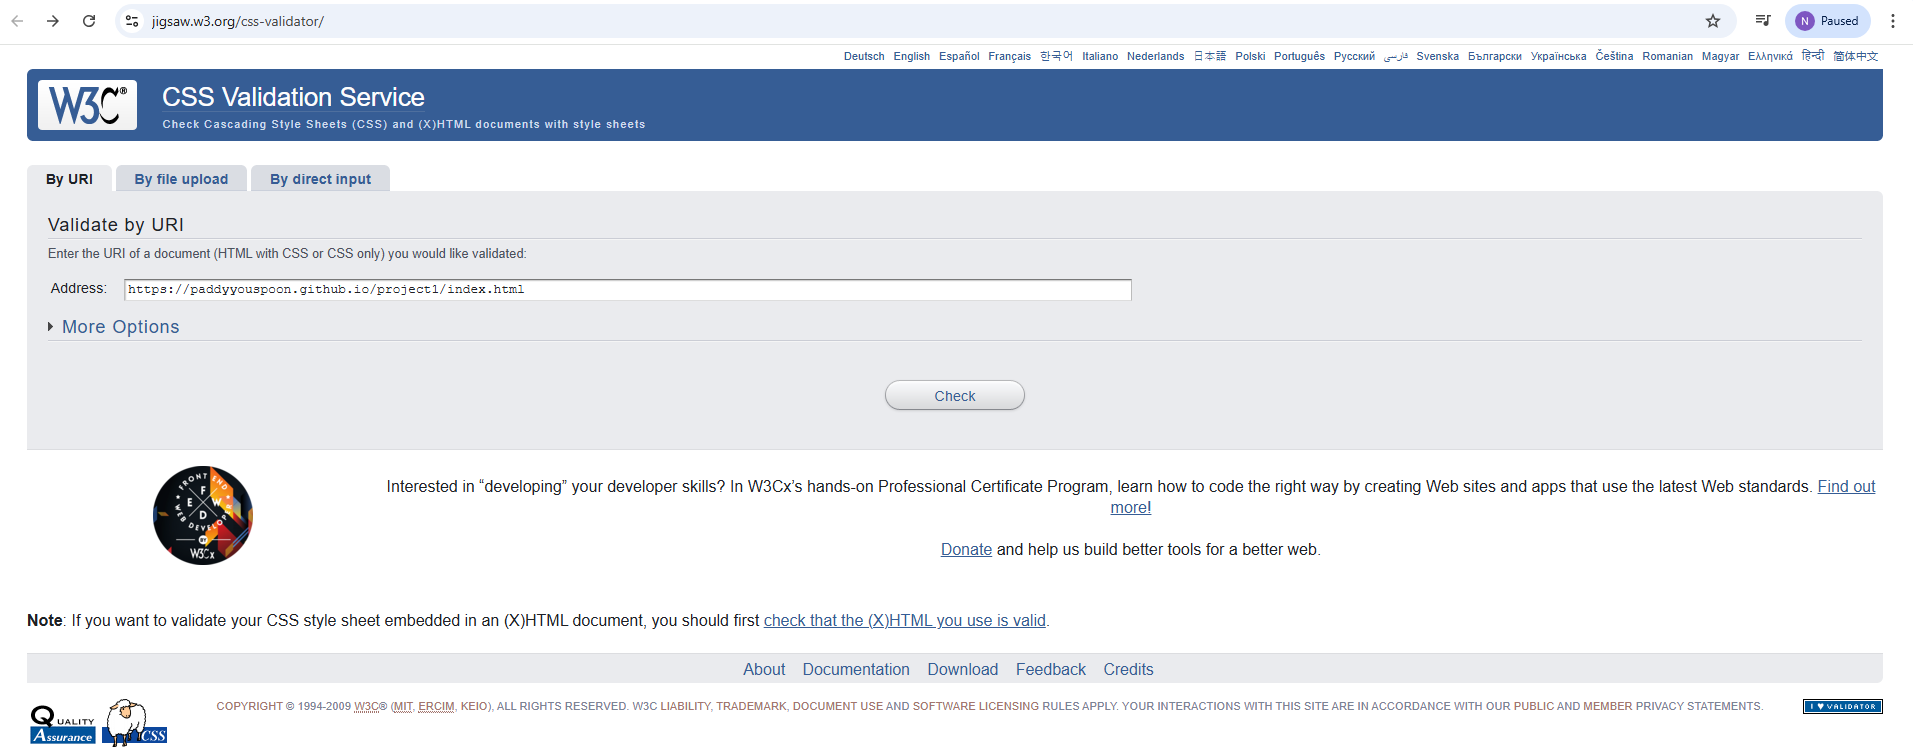 jigsaw.w3.org/css-validator/
N Paused
Deutsch English Español Français 한국어 Italiano Nederlands 日本語 Polski Português Русский فارسی Svenska Български Українська Čeština Romanian Magyar Ελληνικά हिन्दी 简体中文
W3C®
CSS Validation Service
Check Cascading Style Sheets (CSS) and (X)HTML documents with style sheets
By URI By file upload By direct input
Validate by URI
Enter the URI of a document (HTML with CSS or CSS only) you would like validated:
Address: https://paddyyouspoon.github.io/project1/index.html
More Options
Check
FRONT END
F E W D
WEB DEVELOPER
BY
W3Cx
Interested in “developing” your developer skills? In W3Cx’s hands-on Professional Certificate Program, learn how to code the right way by creating Web sites and apps that use the latest Web standards. Find out
more!
Donate and help us build better tools for a better web.
Note: If you want to validate your CSS style sheet embedded in an (X)HTML document, you should first check that the (X)HTML you use is valid.
About Documentation Download Feedback Credits
QUALITY
Assurance
CSS
COPYRIGHT © 1994-2009 W3C® (MIT, ERCIM, KEIO), ALL RIGHTS RESERVED. W3C LIABILITY, TRADEMARK, DOCUMENT USE AND SOFTWARE LICENSING RULES APPLY. YOUR INTERACTIONS WITH THIS SITE ARE IN ACCORDANCE WITH OUR PUBLIC AND MEMBER PRIVACY STATEMENTS.
I ♥ VALIDATOR